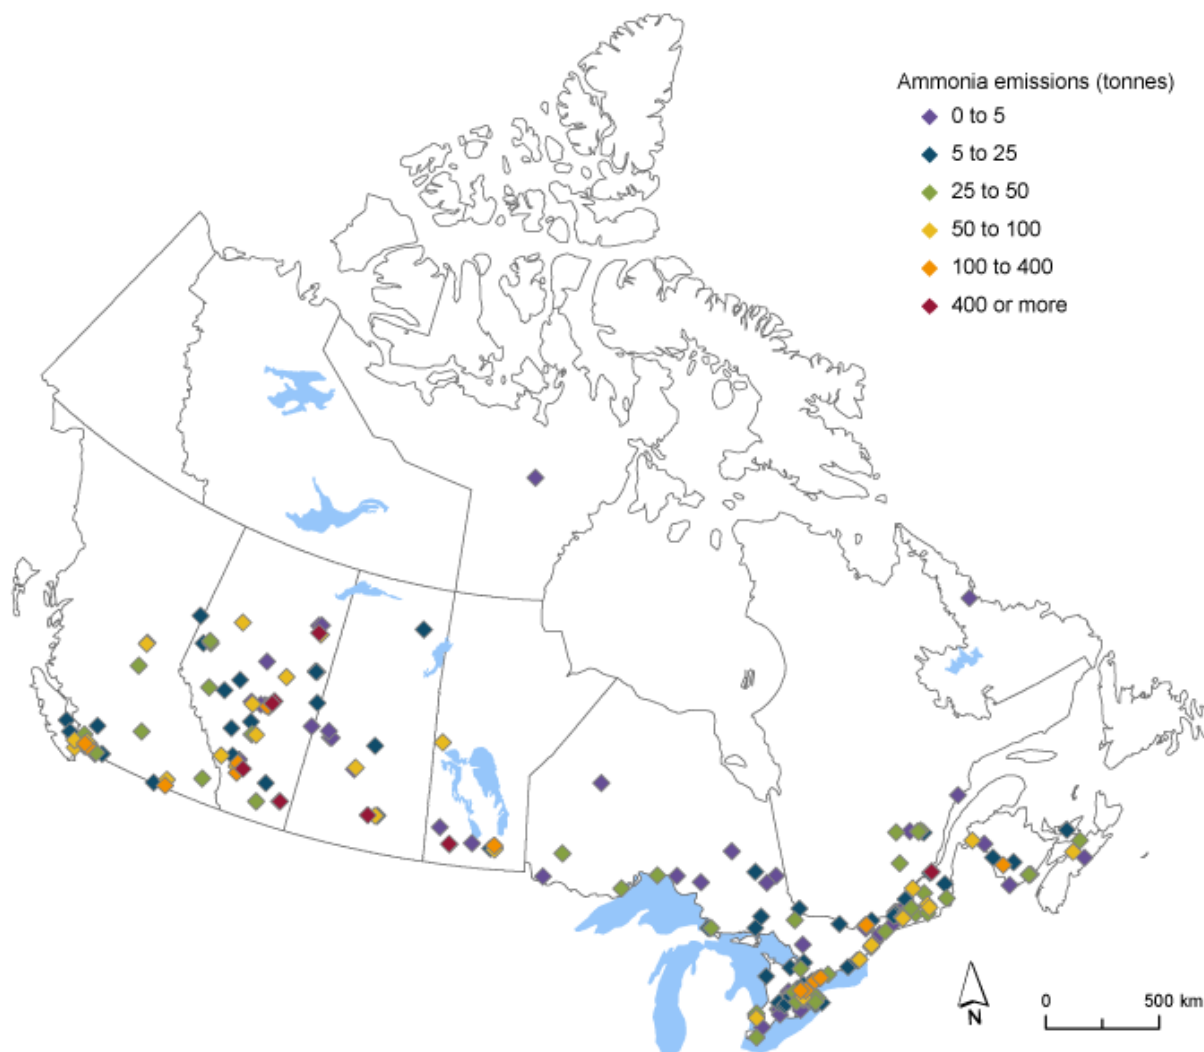 Ammonia emissions (tonnes)
0 to 5
5 to 25
25 to 50
50 to 100
100 to 400
400 or more
N
0 500 km